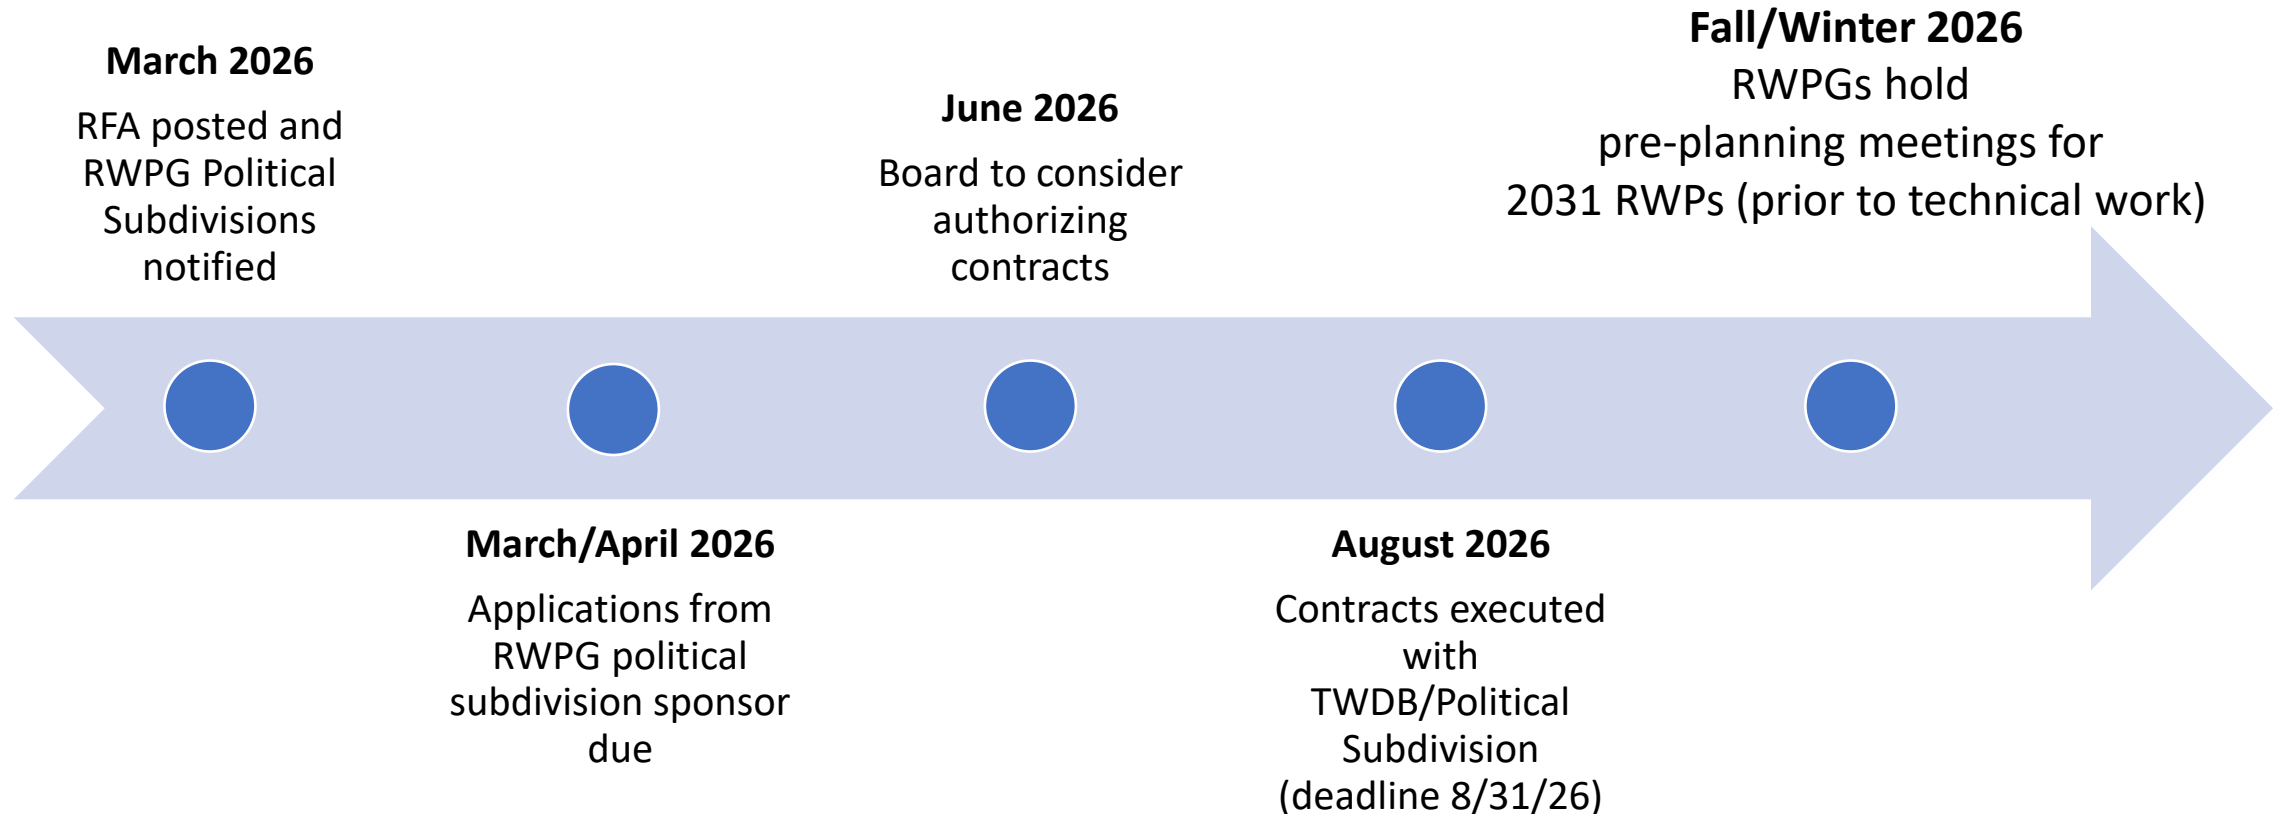 March 2026
RFA posted and
RWPG Political
Subdivisions
notified
March/April 2026
Applications from
RWPG political
subdivision sponsor
due
June 2026
Board to consider
authorizing
contracts
August 2026
Contracts executed
with
TWDB/Political
Subdivision
(deadline 8/31/26)
Fall/Winter 2026
RWPGs hold
pre-planning meetings for
2031 RWPs (prior to technical work)